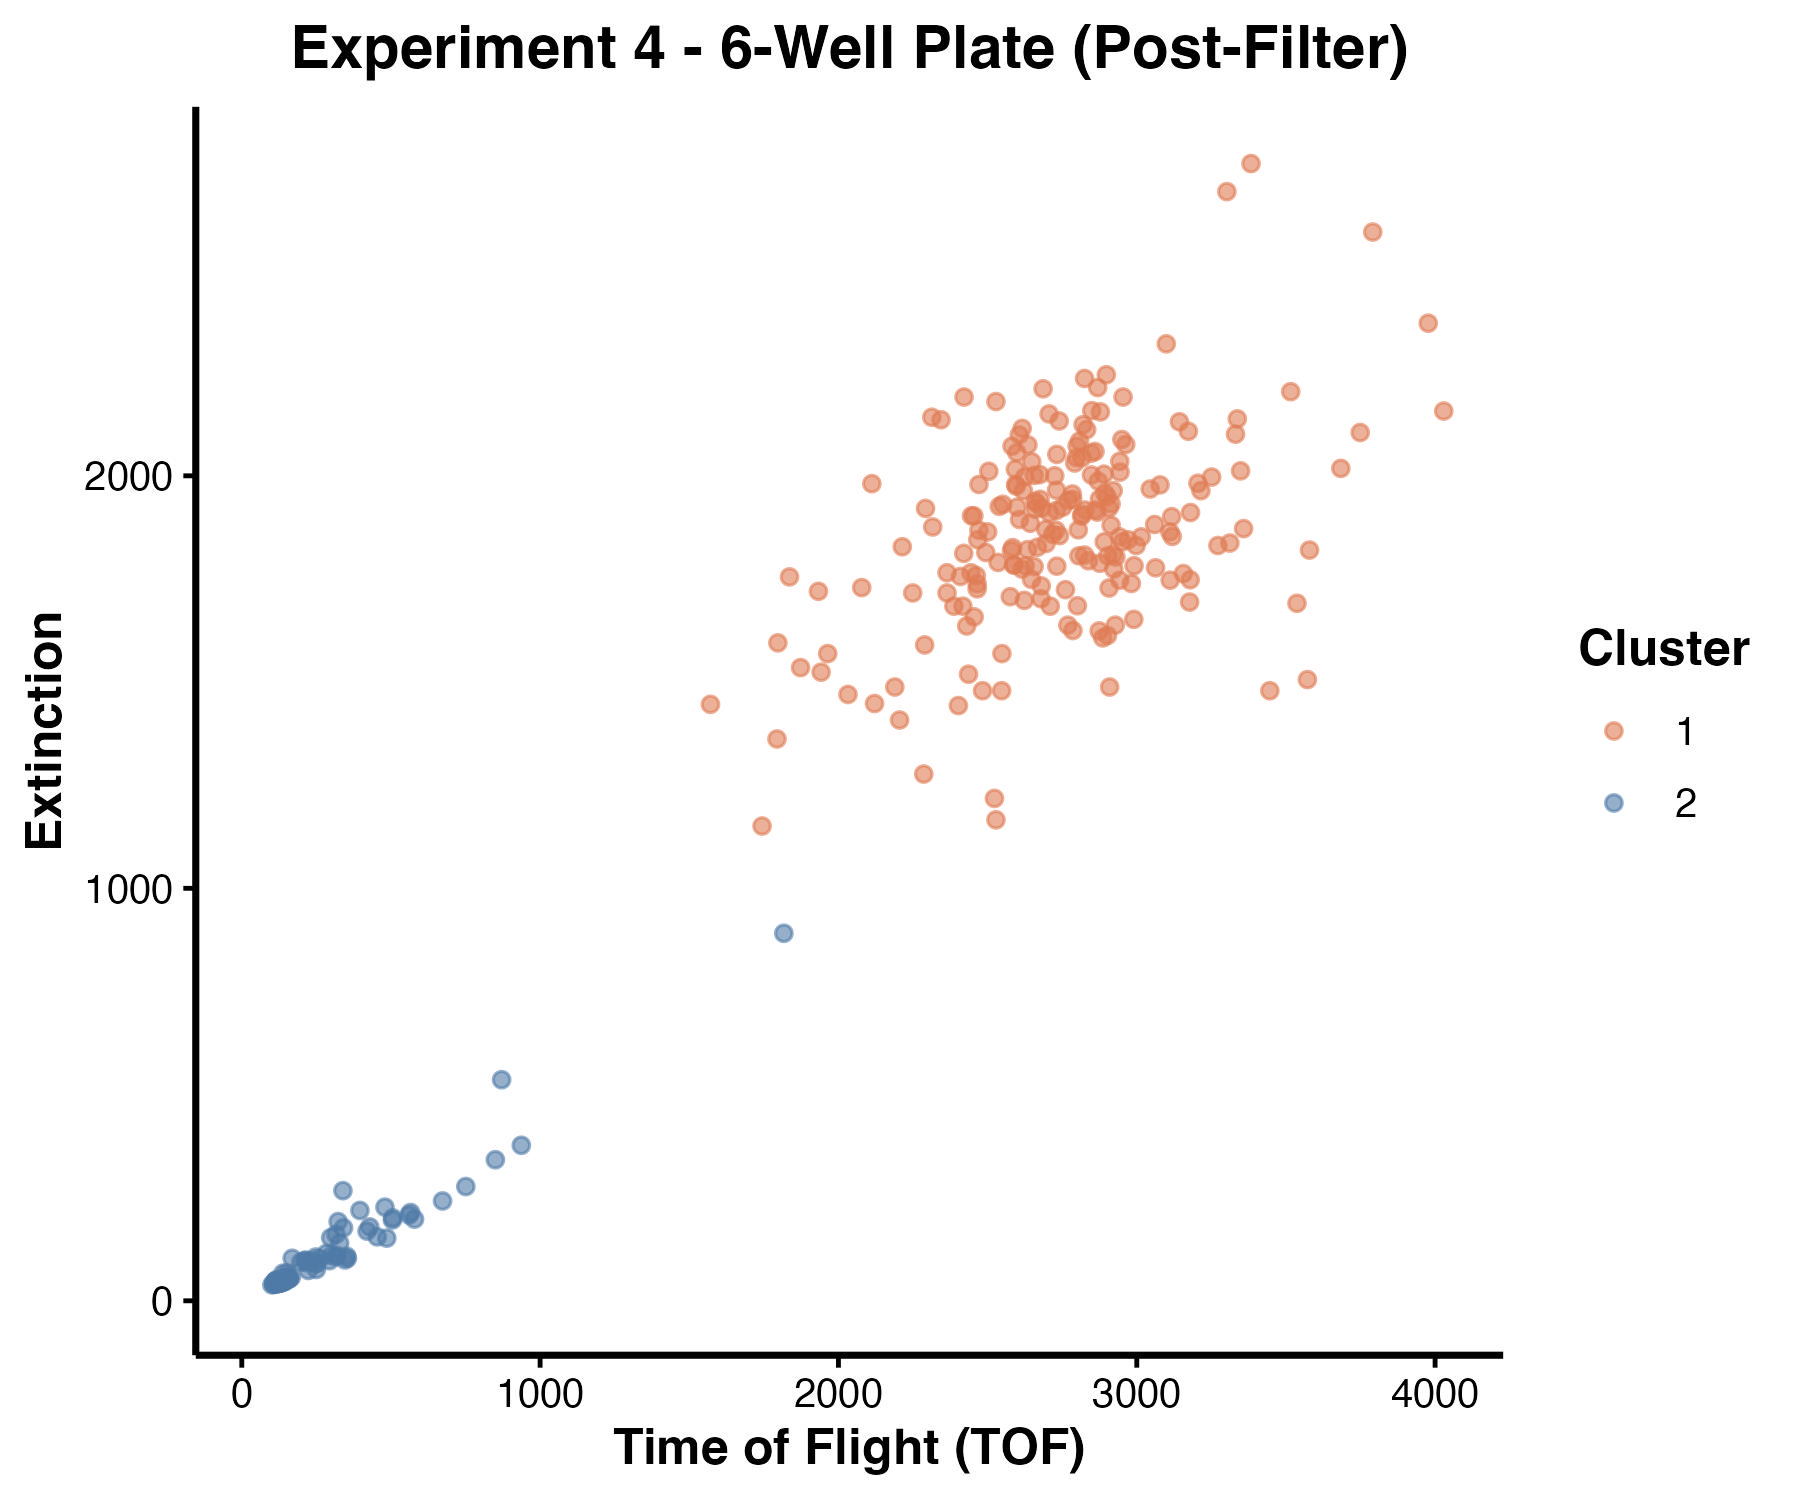 Experiment 4 - 6-Well Plate (Post-Filter)
Extinction
2000
1000
0
0 1000 2000 3000 4000
Time of Flight (TOF)
Cluster
1
2